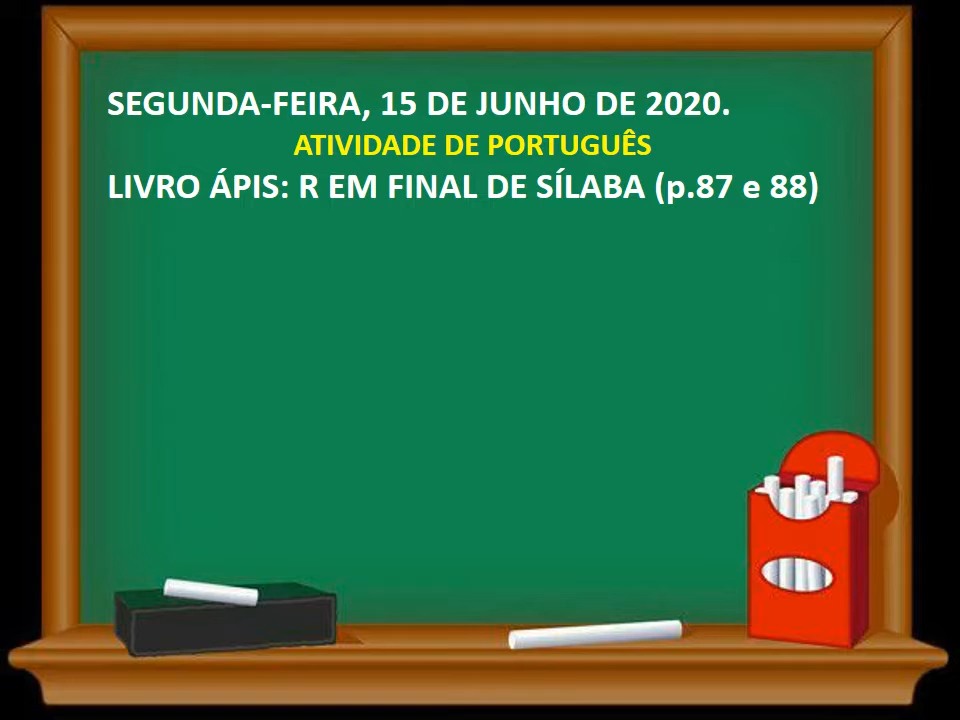 SEGUNDA-FEIRA, 15 DE JUNHO DE 2020.
ATIVIDADE DE PORTUGUÊS
LIVRO ÁPIS: R EM FINAL DE SÍLABA (p.87 e 88)